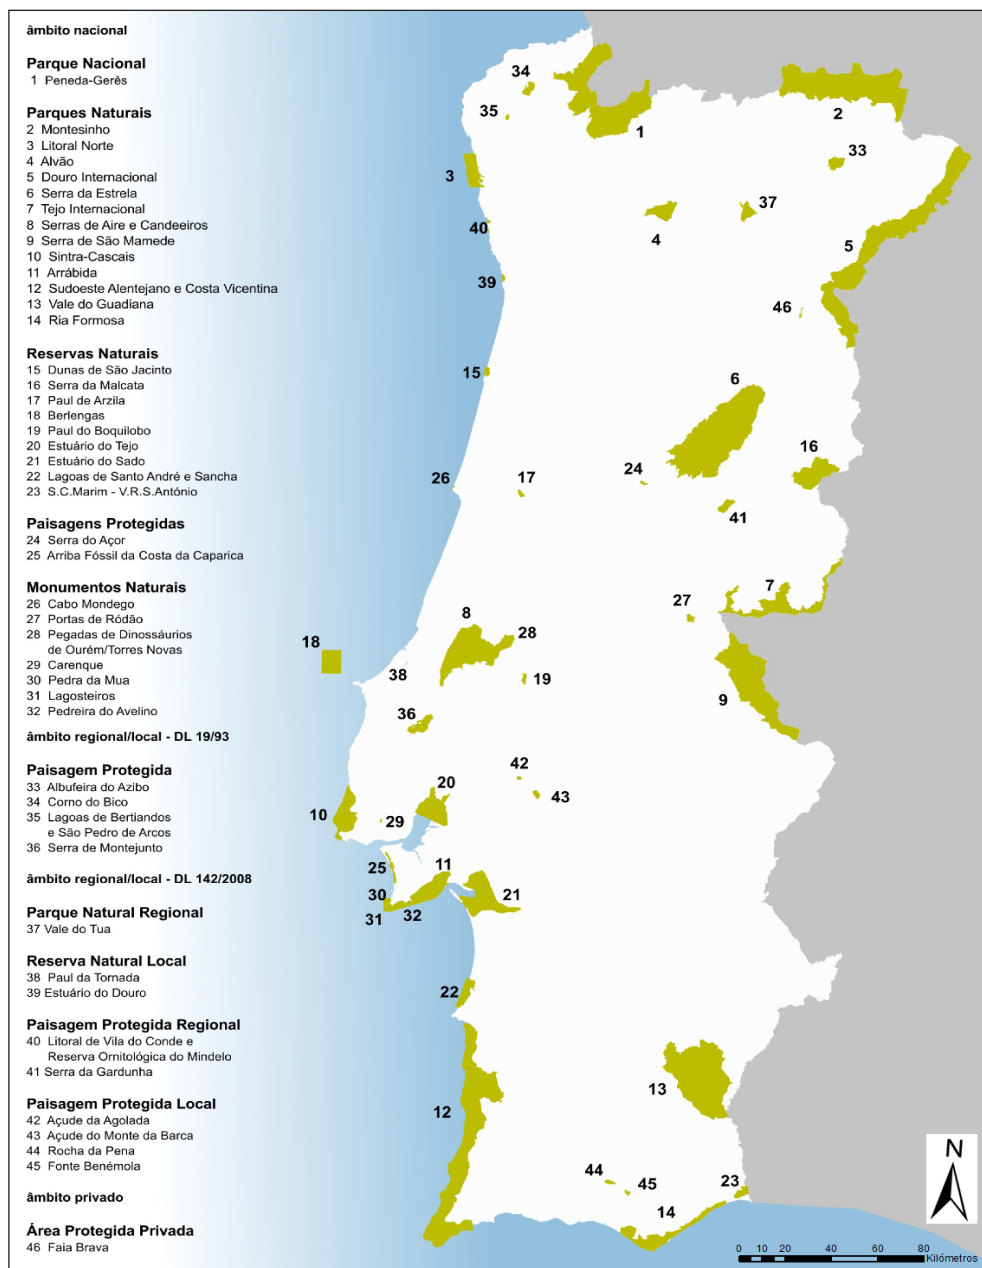 âmbito nacional
Parque Nacional
1 Peneda-Gerês
Parques Naturais
2 Montesinho
3 Litoral Norte
4 Alvão
5 Douro Internacional
6 Serra da Estrela
7 Tejo Internacional
8 Serras de Aire e Candeeiros
9 Serra de São Mamede
10 Sintra-Cascais
11 Arrábida
12 Sudoeste Alentejano e Costa Vicentina
13 Vale do Guadiana
14 Ria Formosa
Reservas Naturais
15 Dunas de São Jacinto
16 Serra da Malcata
17 Paul de Arzila
18 Berlengas
19 Paul do Boquilobo
20 Estuário do Tejo
21 Estuário do Sado
22 Lagoas de Santo André e Sancha
23 S.C.Marim - V.R.S.António
Paisagens Protegidas
24 Serra do Açor
25 Arriba Fóssil da Costa da Caparica
Monumentos Naturais
26 Cabo Mondego
27 Portas de Ródão
28 Pegadas de Dinossáurios
de Ourém/Torres Novas
29 Carenque
30 Pedra da Mua
31 Lagosteiros
32 Pedreira do Avelino
âmbito regional/local - DL 19/93
Paisagem Protegida
33 Albufeira do Azibo
34 Corno do Bico
35 Lagoas de Bertiandos
e São Pedro de Arcos
36 Serra de Montejunto
âmbito regional/local - DL 142/2008
Parque Natural Regional
37 Vale do Tua
Reserva Natural Local
38 Paul da Tornada
39 Estuário do Douro
Paisagem Protegida Regional
40 Litoral de Vila do Conde e
Reserva Ornitológica do Mindelo
41 Serra da Gardunha
Paisagem Protegida Local
42 Açude da Agolada
43 Açude do Monte da Barca
44 Rocha da Pena
45 Fonte Benémola
âmbito privado
Área Protegida Privada
46 Faia Brava
34
35
1
2
33
3
37
40
4
5
39
46
15
6
16
26
17
24
41
7
27
8
28
18
38
19
9
36
42
20
43
10
29
25
11
30
21
31
32
22
13
12
44
45
23
14
N
0 10 20 40 60 80
Kilómetros